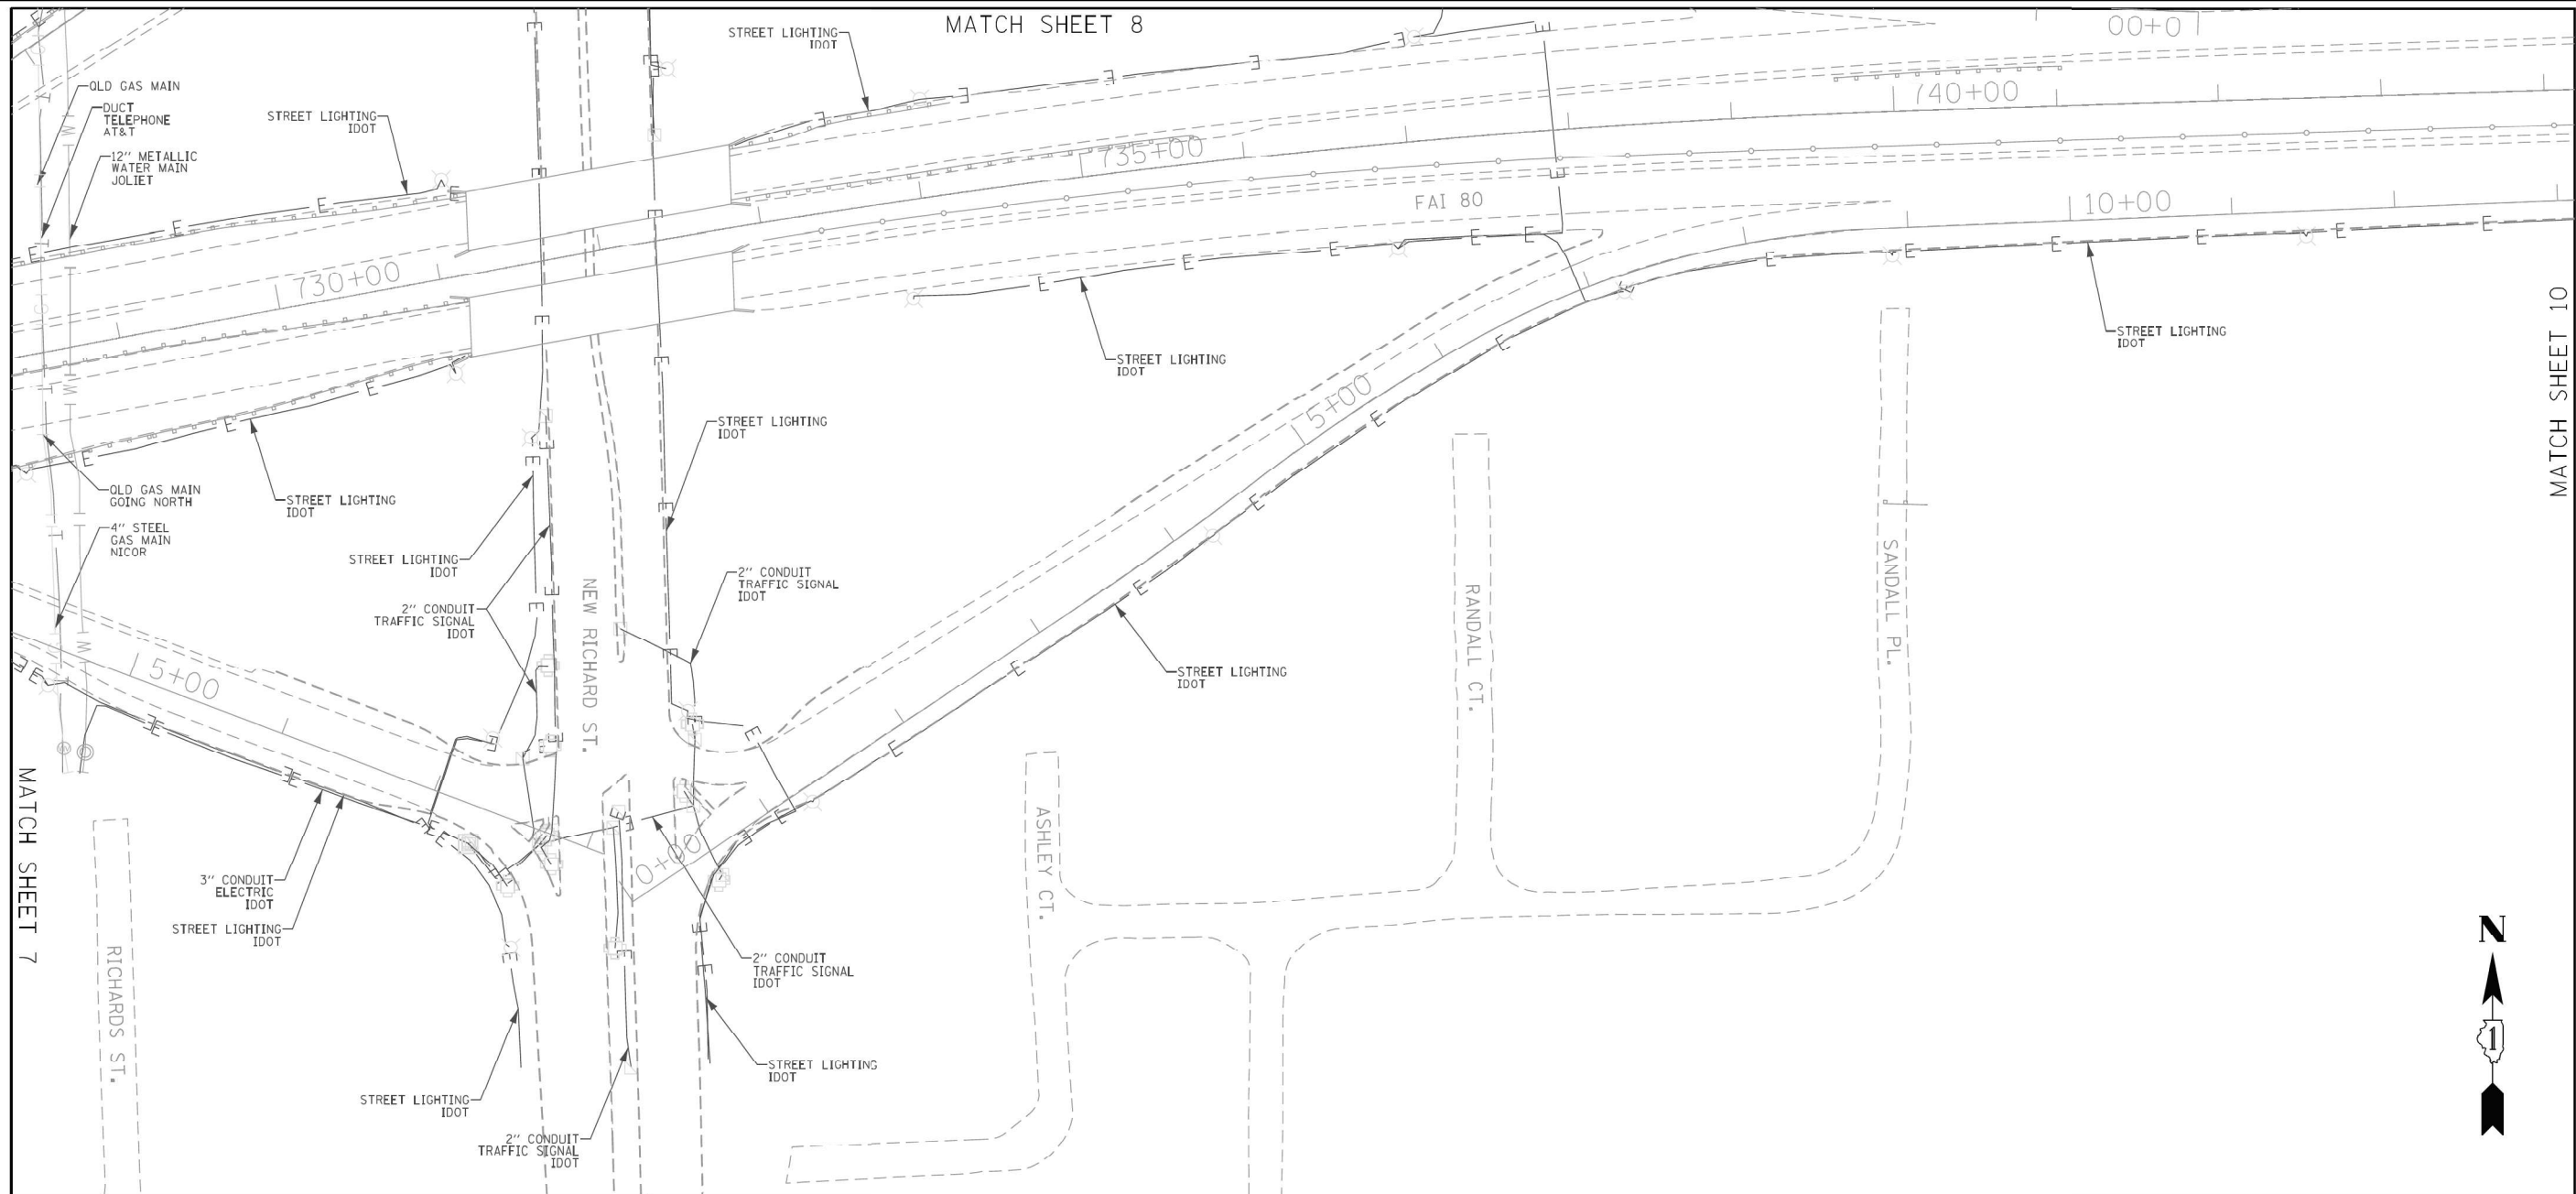 MATCH SHEET 8
STREET LIGHTING
IDOT
00+0
QLD GAS MAIN
DUCT
TELEPHONE
AT&T
STREET LIGHTING
IDOT
12" METALLIC
WATER MAIN
JOLIET
740+00
735+00
FAI 80
10+00
730+00
MATCH SHEET 10
STREET LIGHTING
IDOT
STREET LIGHTING
IDOT
5+00
STREET LIGHTING
IDOT
QLD GAS MAIN
GOING NORTH
STREET LIGHTING
IDOT
4" STEEL
GAS MAIN
NICOR
STREET LIGHTING
IDOT
2" CONDUIT
TRAFFIC SIGNAL
IDOT
2" CONDUIT
TRAFFIC SIGNAL
IDOT
NEW RICHARD ST.
RANDALL CT.
SANDALL PL.
STREET LIGHTING
IDOT
5+00
MATCH SHEET 7
ASHLEY CT.
0+00
3" CONDUIT
ELECTRIC
IDOT
STREET LIGHTING
IDOT
RICHARDS ST.
2" CONDUIT
TRAFFIC SIGNAL
IDOT
STREET LIGHTING
IDOT
STREET LIGHTING
IDOT
2" CONDUIT
TRAFFIC SIGNAL
IDOT
N
1